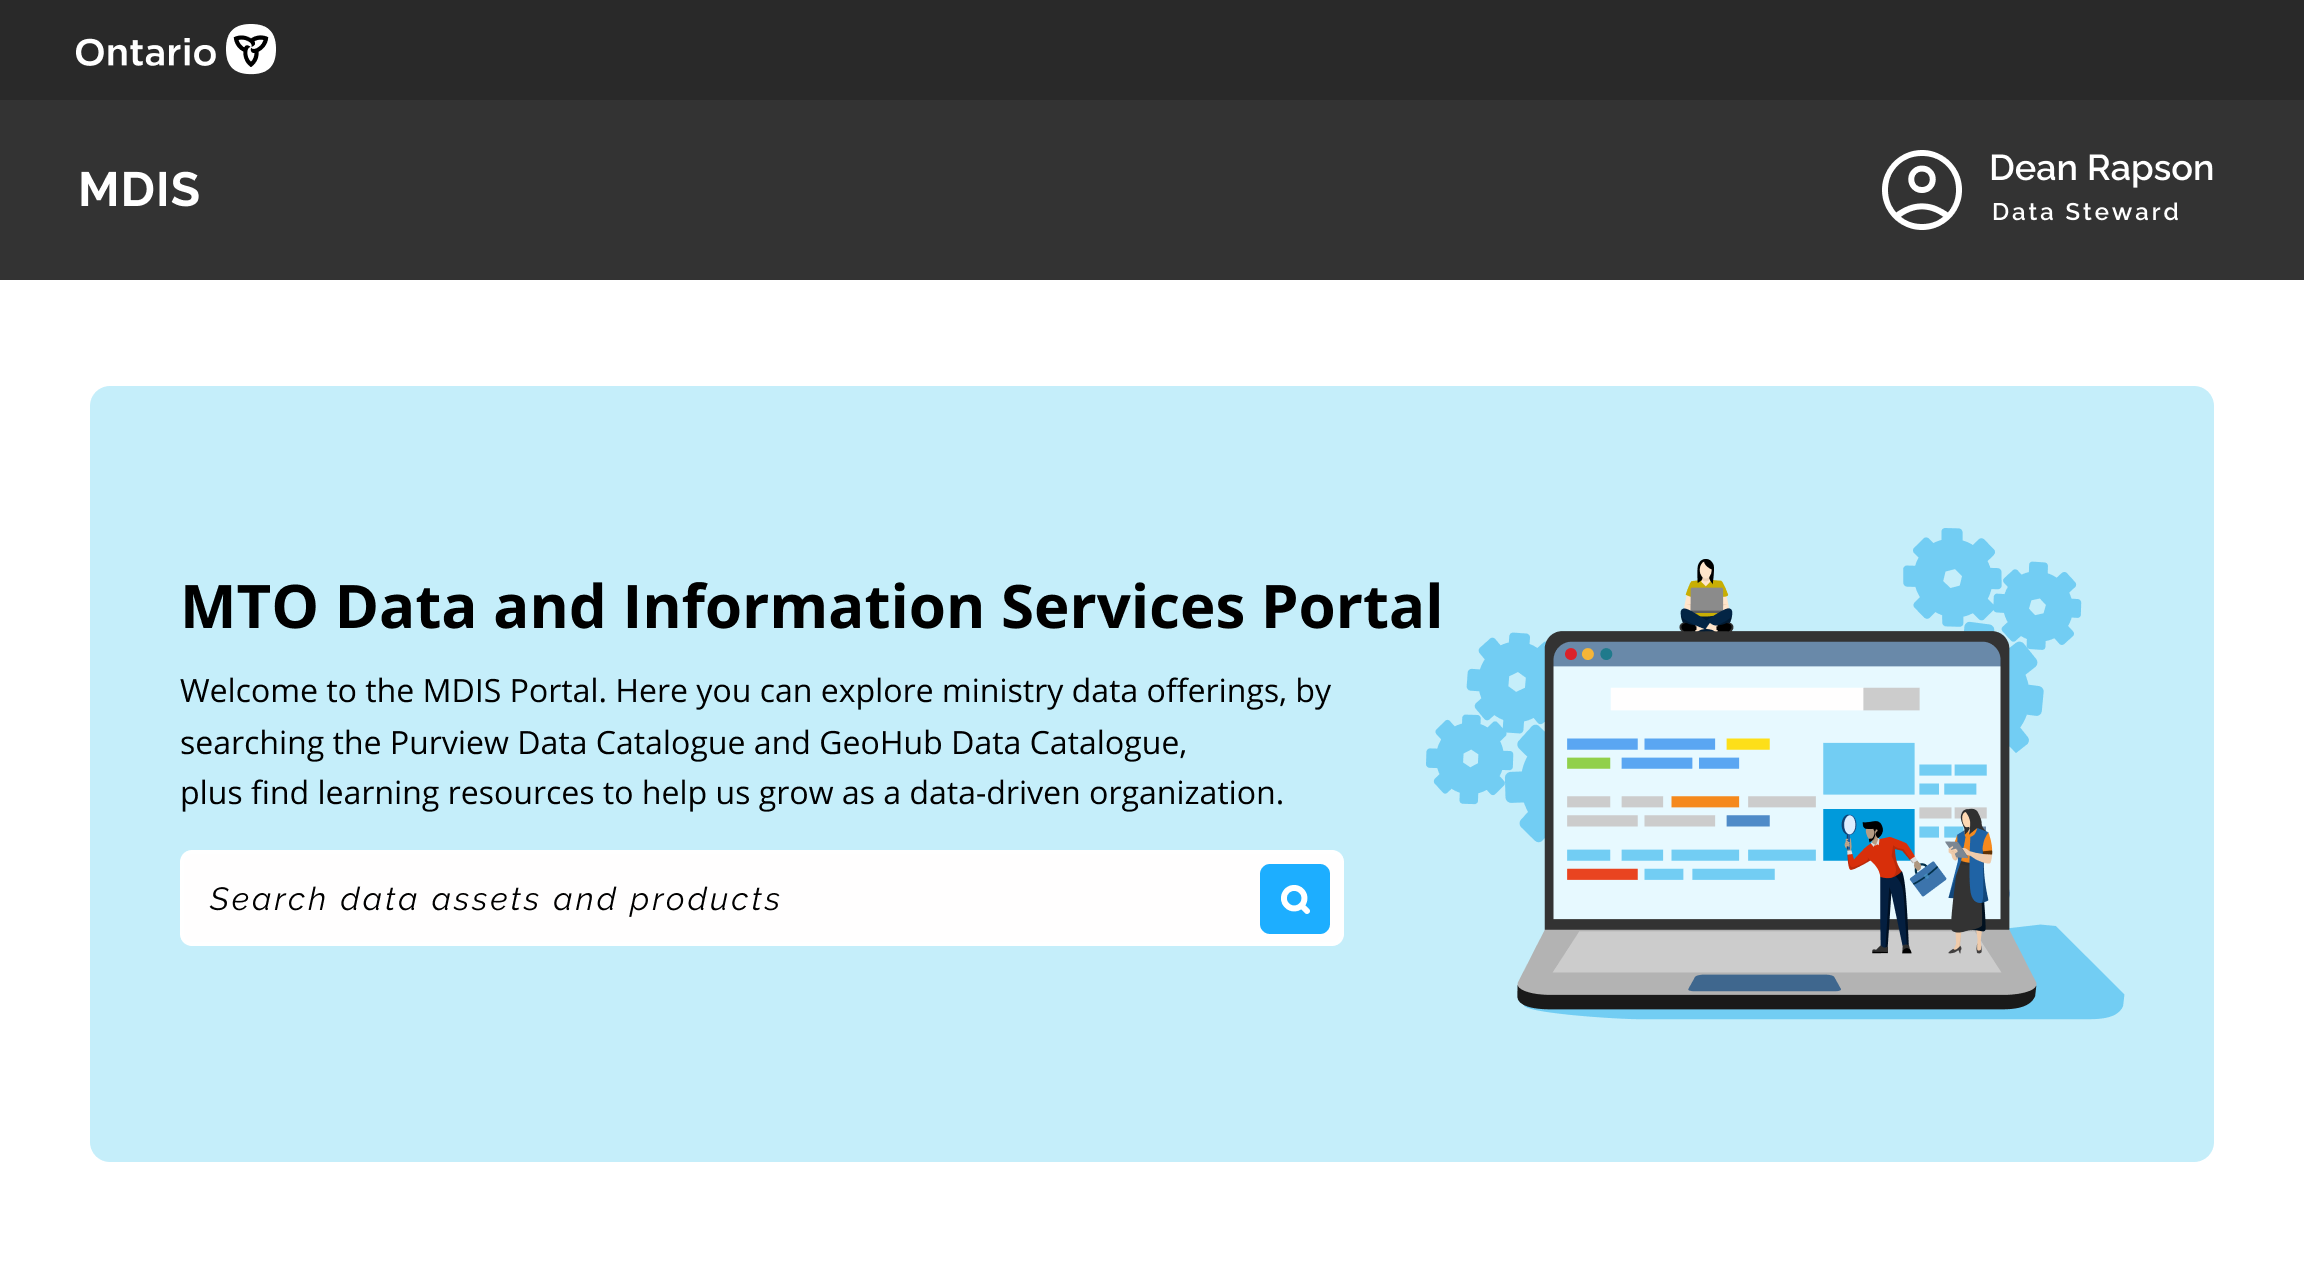 Ontario
MDIS
Dean Rapson
Data Steward
MTO Data and Information Services Portal
Welcome to the MDIS Portal. Here you can explore ministry data offerings, by
searching the Purview Data Catalogue and GeoHub Data Catalogue,
plus find learning resources to help us grow as a data-driven organization.
Search data assets and products